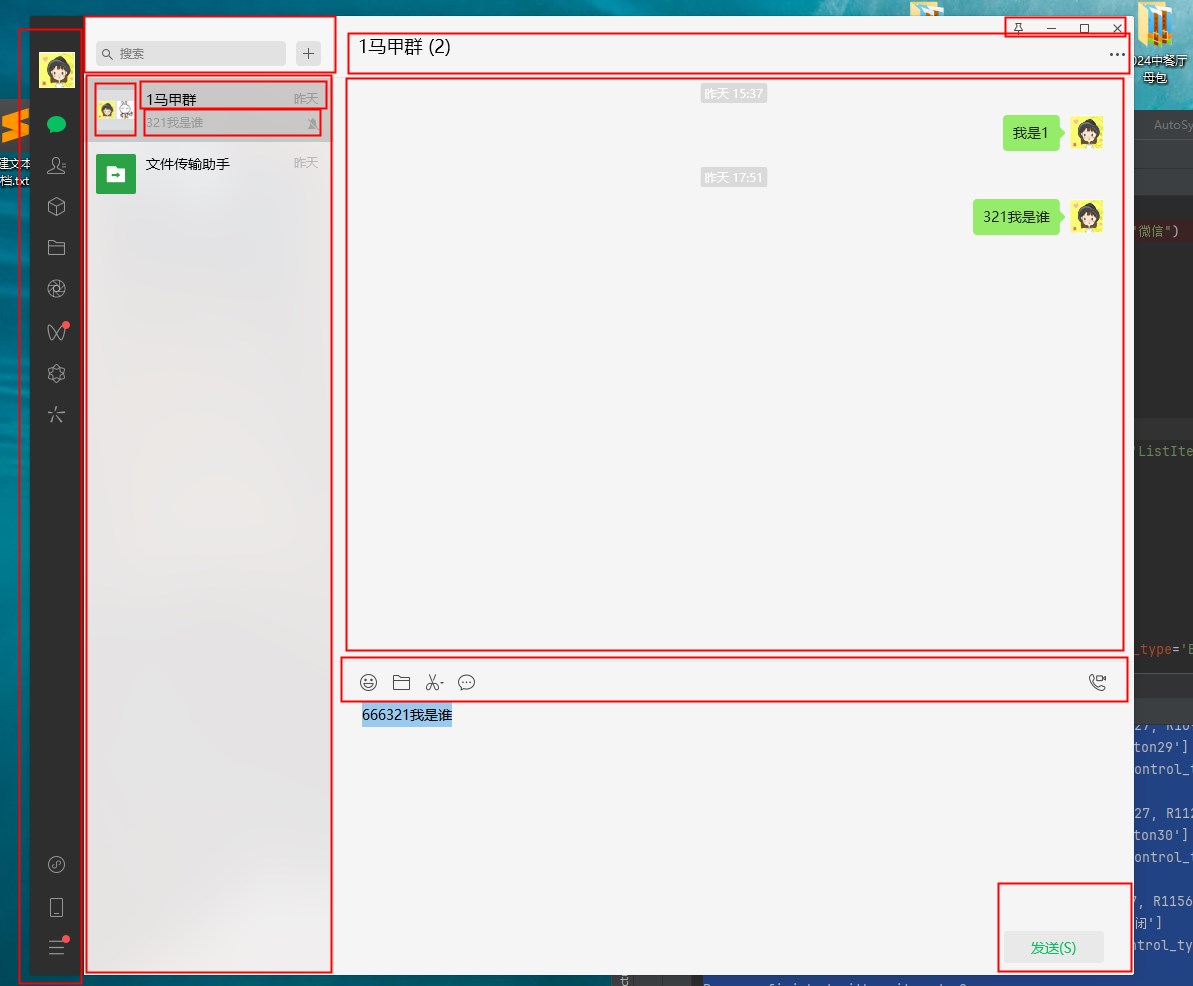 搜索
1马甲群
昨天
321我是谁
文件传输助手
昨天
1马甲群 (2)
昨天 15:37
我是1
昨天 17:51
321我是谁
666321我是谁
发送(S)
建文本
档.txt
024中餐厅
母包
AutoSy
"微信")
'ListIte
_type='E
ton29']
ontrol_t
27, R112
ton30']
ontrol_t
7, R1156
闭']
ntrol_ty